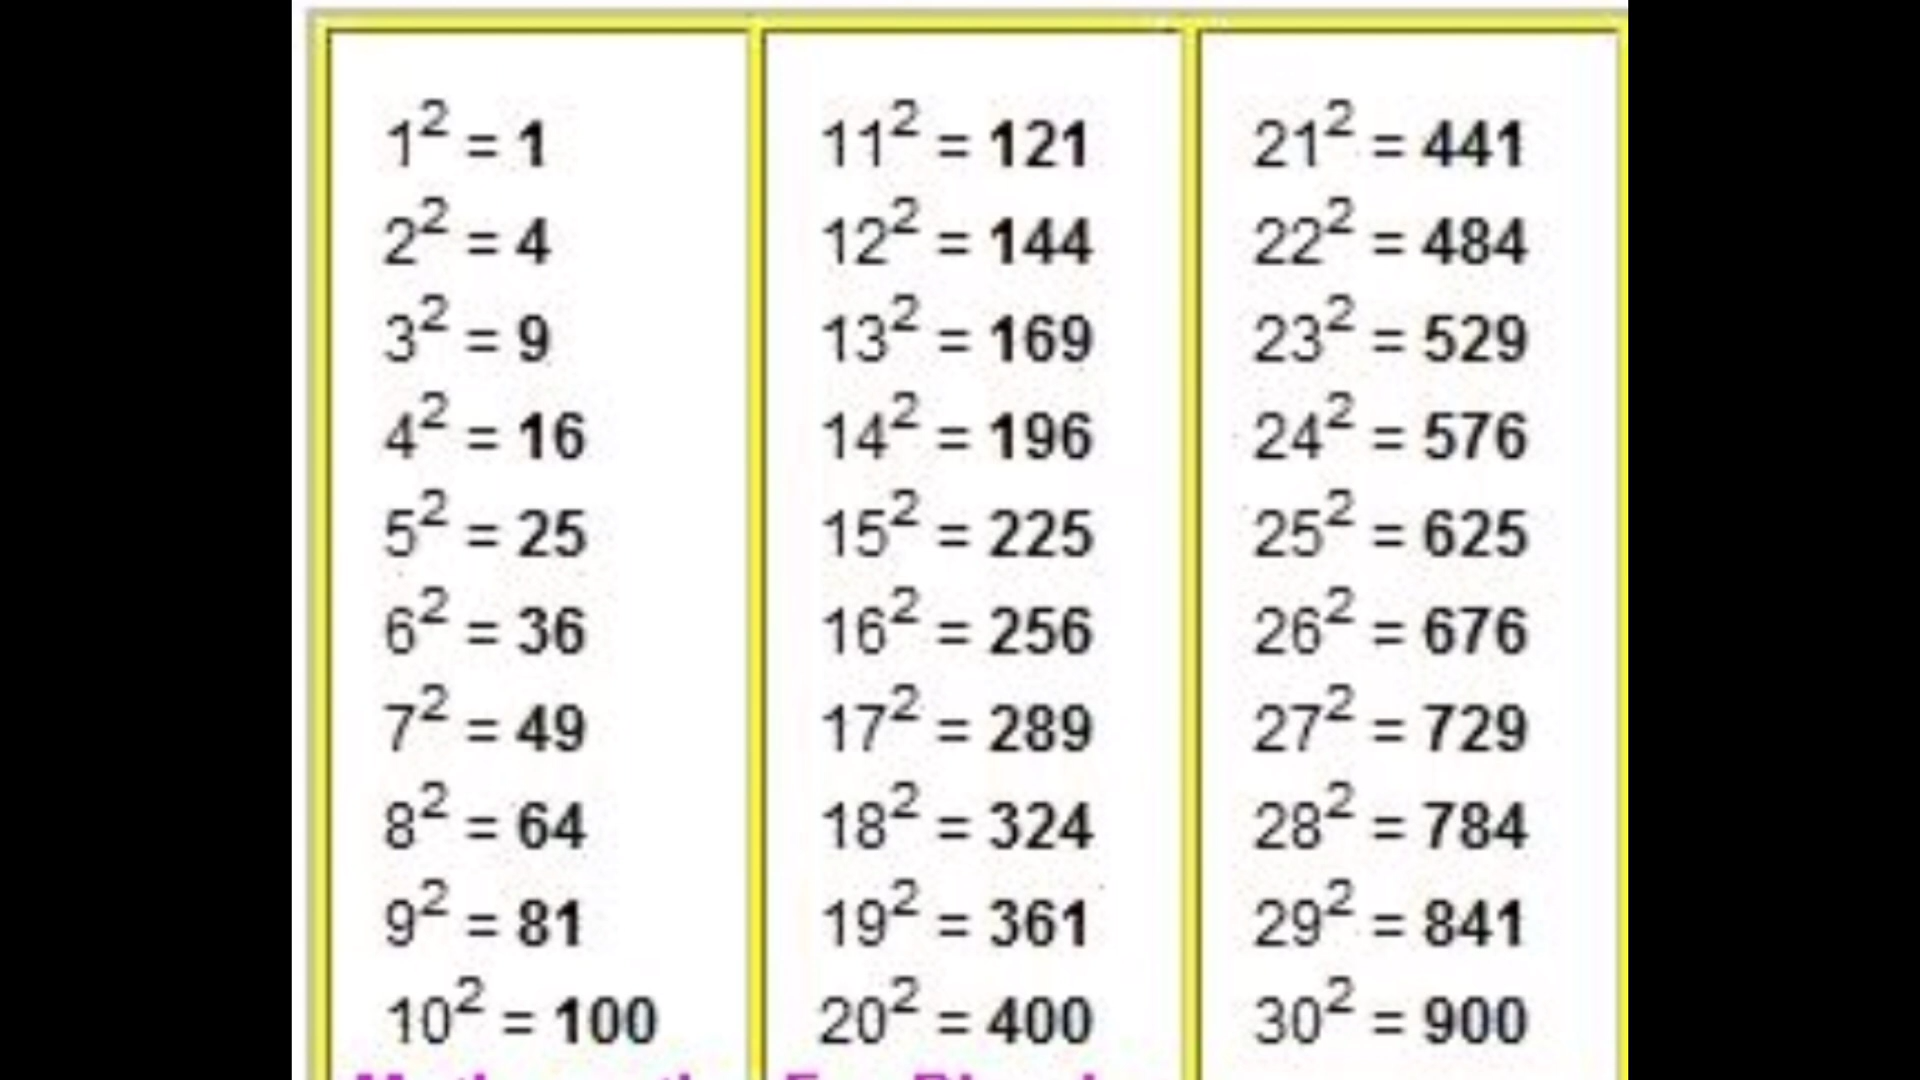 1² = 1
2² = 4
3² = 9
4² = 16
5² = 25
6² = 36
7² = 49
8² = 64
9² = 81
10² = 100
11² = 121
12² = 144
13² = 169
14² = 196
15² = 225
16² = 256
17² = 289
18² = 324
19² = 361
20² = 400
21² = 441
22² = 484
23² = 529
24² = 576
25² = 625
26² = 676
27² = 729
28² = 784
29² = 841
30² = 900